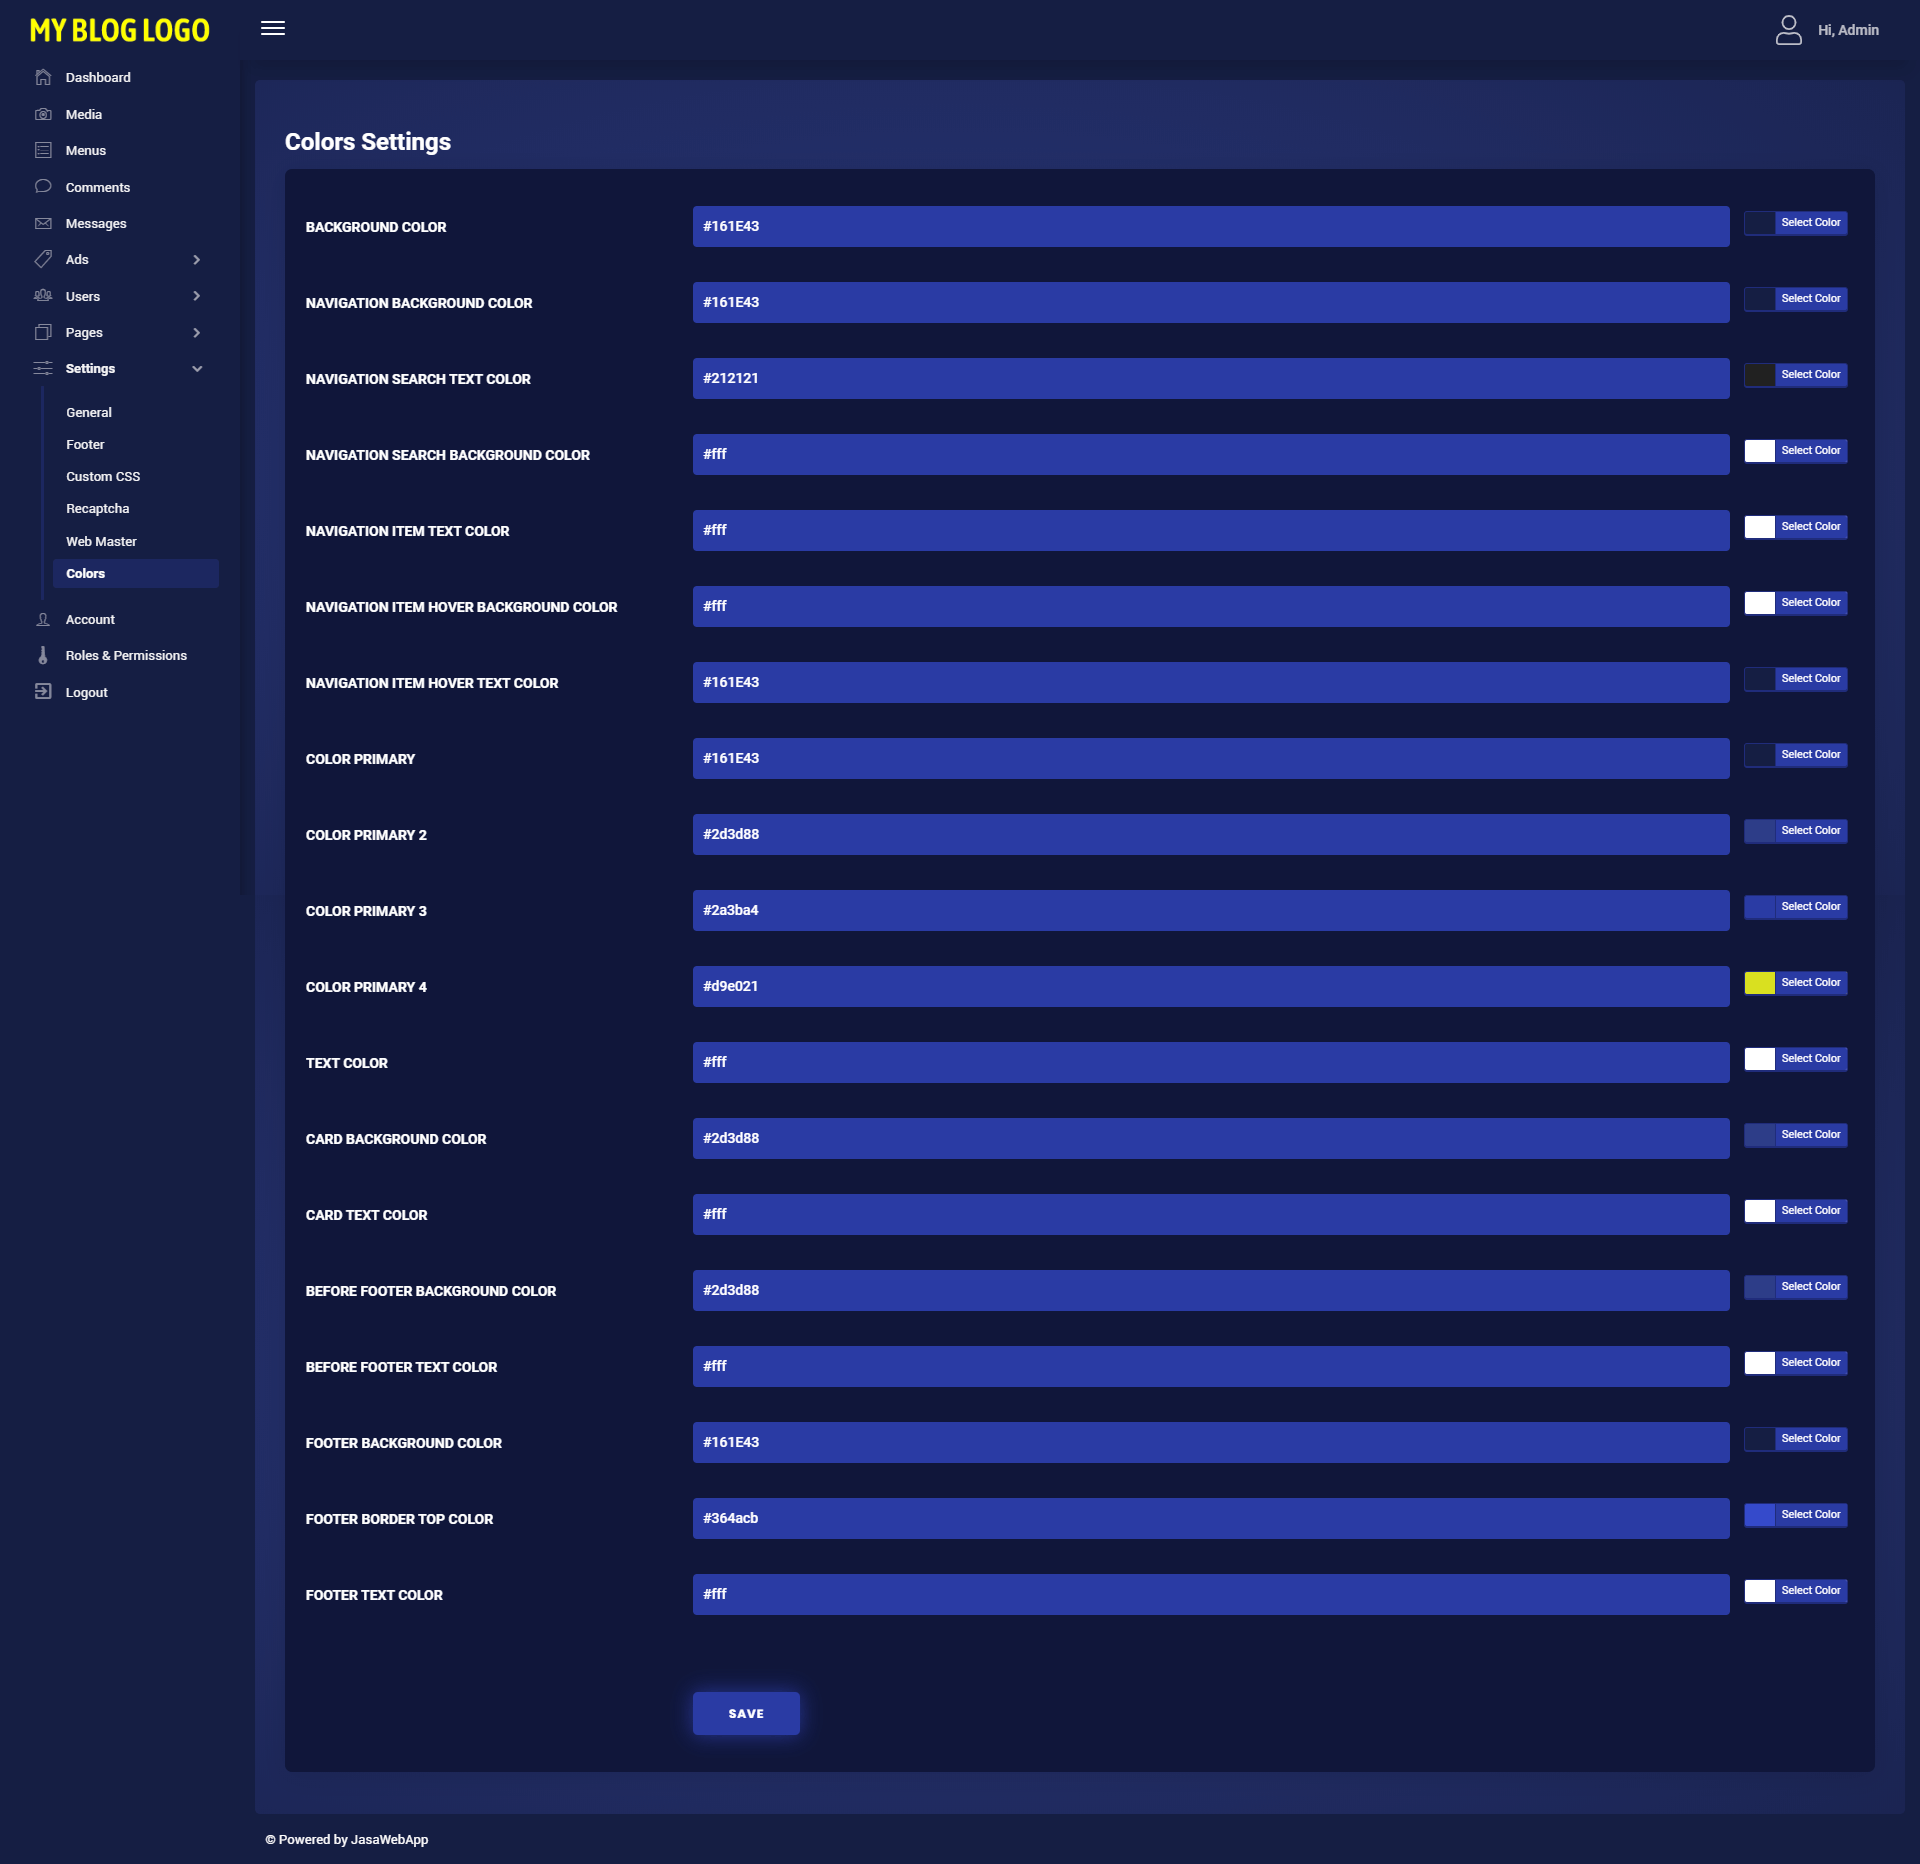 MY BLOG LOGO
Hi, Admin
Dashboard
Media
Menus
Comments
Messages
Ads
Users
Pages
Settings
General
Footer
Custom CSS
Recaptcha
Web Master
Colors
Account
Roles & Permissions
Logout
Colors Settings
BACKGROUND COLOR #161E43 Select Color
NAVIGATION BACKGROUND COLOR #161E43 Select Color
NAVIGATION SEARCH TEXT COLOR #212121 Select Color
NAVIGATION SEARCH BACKGROUND COLOR #fff Select Color
NAVIGATION ITEM TEXT COLOR #fff Select Color
NAVIGATION ITEM HOVER BACKGROUND COLOR #fff Select Color
NAVIGATION ITEM HOVER TEXT COLOR #161E43 Select Color
COLOR PRIMARY #161E43 Select Color
COLOR PRIMARY 2 #2d3d88 Select Color
COLOR PRIMARY 3 #2a3ba4 Select Color
COLOR PRIMARY 4 #d9e021 Select Color
TEXT COLOR #fff Select Color
CARD BACKGROUND COLOR #2d3d88 Select Color
CARD TEXT COLOR #fff Select Color
BEFORE FOOTER BACKGROUND COLOR #2d3d88 Select Color
BEFORE FOOTER TEXT COLOR #fff Select Color
FOOTER BACKGROUND COLOR #161E43 Select Color
FOOTER BORDER TOP COLOR #364acb Select Color
FOOTER TEXT COLOR #fff Select Color
SAVE
© Powered by JasaWebApp